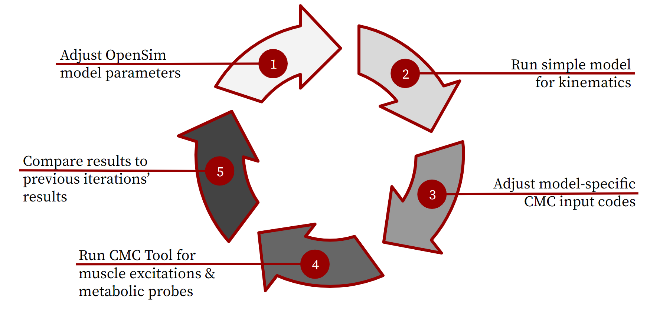 1
Adjust OpenSim
model parameters
2
Run simple model
for kinematics
3
Adjust model-specific
CMC input codes
4
Run CMC Tool for
muscle excitations &
metabolic probes
5
Compare results to
previous iterations’
results